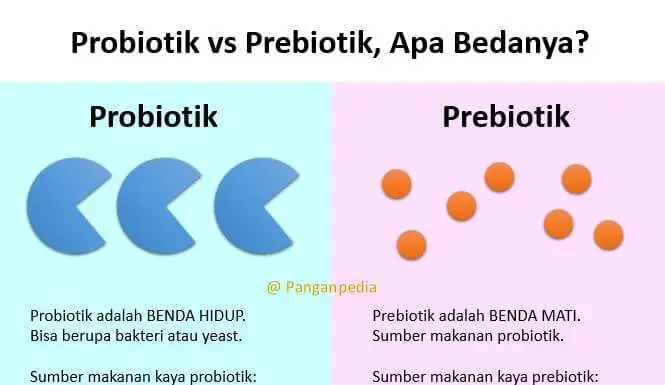 Probiotik vs Prebiotik, Apa Bedanya?
Probiotik
Prebiotik
@ Panganpedia
Probiotik adalah BENDA HIDUP.
Bisa berupa bakteri atau yeast.
Sumber makanan kaya probiotik:
Prebiotik adalah BENDA MATI.
Sumber makanan probiotik.
Sumber makanan kaya prebiotik: